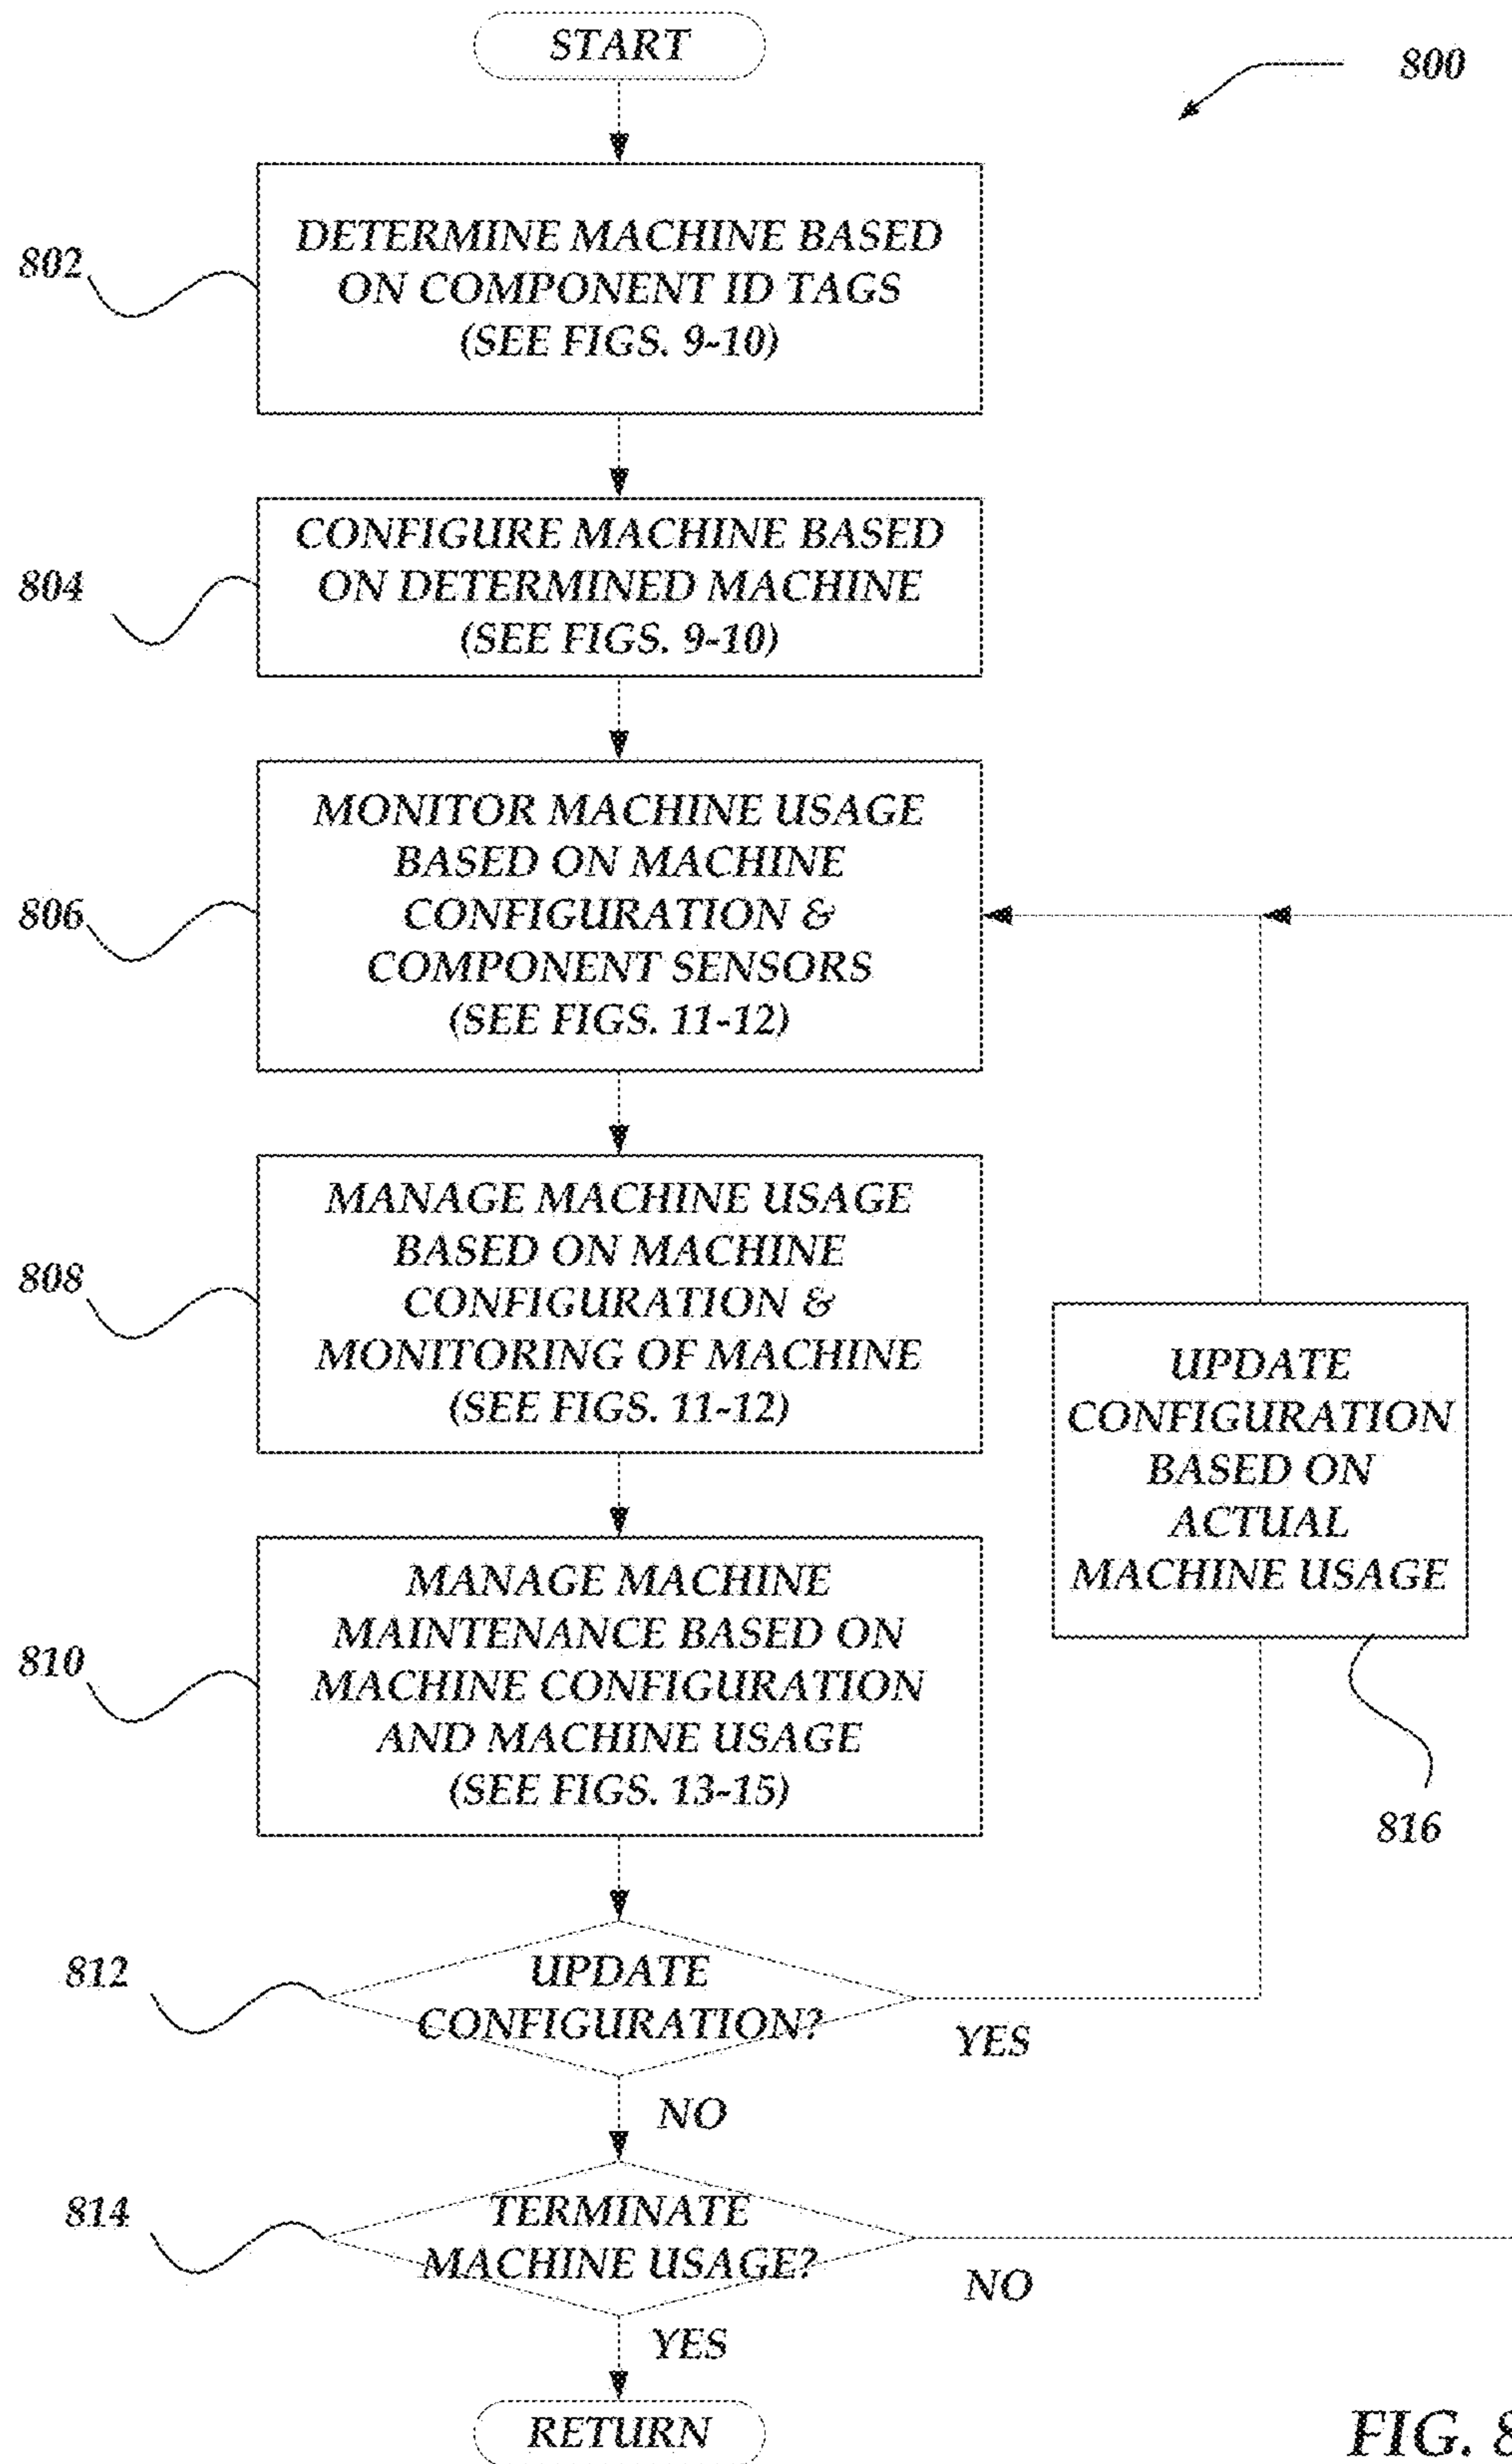 START
800
802
DETERMINE MACHINE BASED
ON COMPONENT ID TAGS
(SEE FIGS. 9-10)
804
CONFIGURE MACHINE BASED
ON DETERMINED MACHINE
(SEE FIGS. 9-10)
806
MONITOR MACHINE USAGE
BASED ON MACHINE
CONFIGURATION &
COMPONENT SENSORS
(SEE FIGS. 11-12)
808
MANAGE MACHINE USAGE
BASED ON MACHINE
CONFIGURATION &
MONITORING OF MACHINE
(SEE FIGS. 11-12)
810
MANAGE MACHINE
MAINTENANCE BASED ON
MACHINE CONFIGURATION
AND MACHINE USAGE
(SEE FIGS. 13-15)
UPDATE
CONFIGURATION
BASED ON
ACTUAL
MACHINE USAGE
816
812
UPDATE
CONFIGURATION?
YES
NO
814
TERMINATE
MACHINE USAGE?
NO
YES
RETURN
FIG. 8